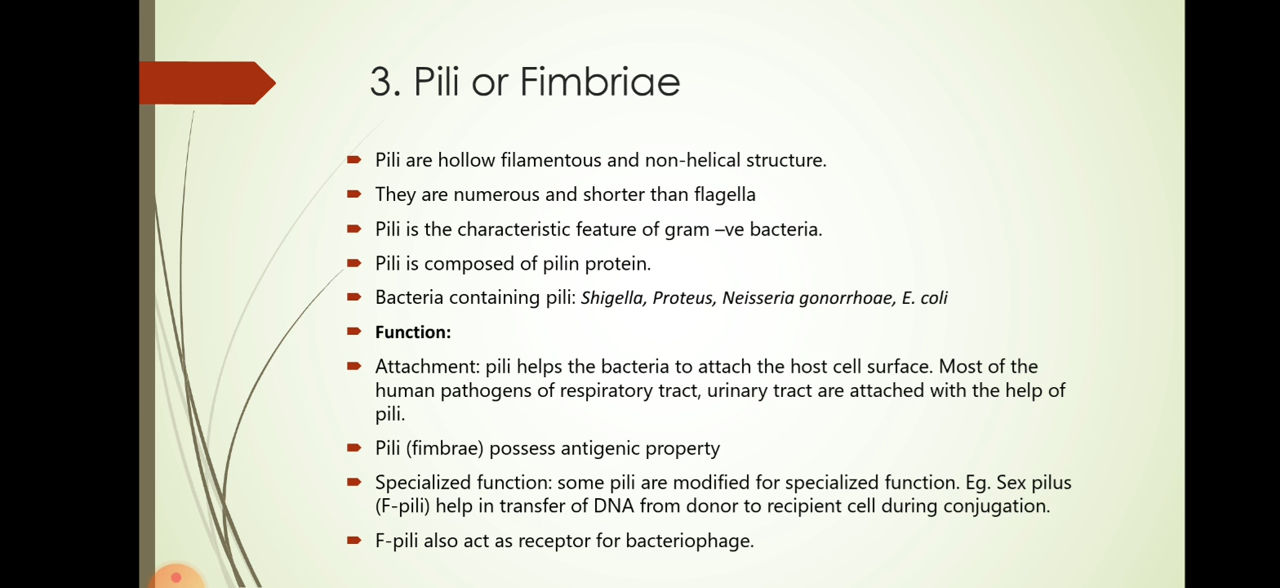 3. Pili or Fimbriae
Pili are hollow filamentous and non-helical structure.
They are numerous and shorter than flagella
Pili is the characteristic feature of gram –ve bacteria.
Pili is composed of pilin protein.
Bacteria containing pili: Shigella, Proteus, Neisseria gonorrhoae, E. coli
Function:
Attachment: pili helps the bacteria to attach the host cell surface. Most of the
human pathogens of respiratory tract, urinary tract are attached with the help of
pili.
Pili (fimbrae) possess antigenic property
Specialized function: some pili are modified for specialized function. Eg. Sex pilus
(F-pili) help in transfer of DNA from donor to recipient cell during conjugation.
F-pili also act as receptor for bacteriophage.